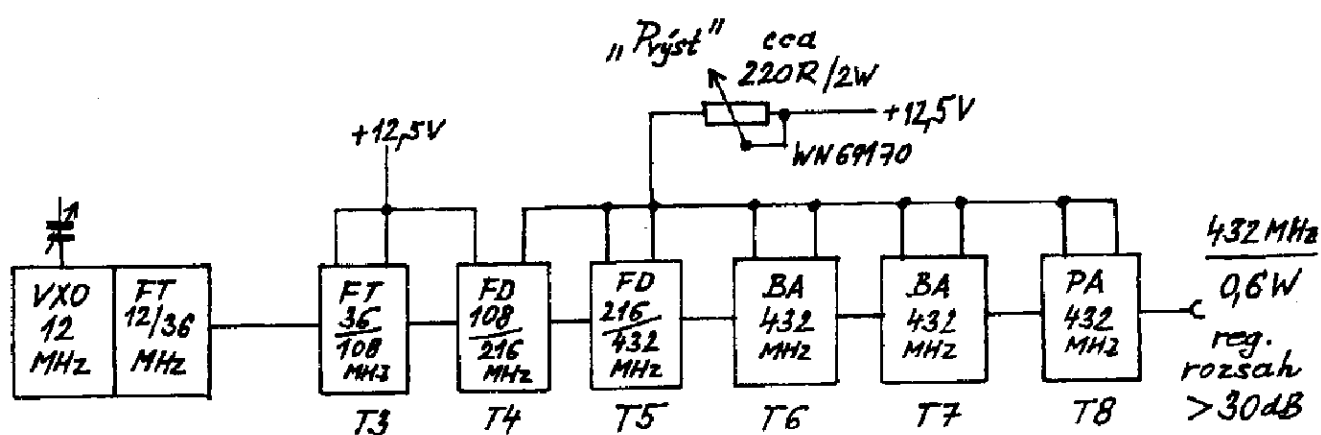 „Pvýst"
cca
220R/2W
+12,5V
+12,5V
WN69170
VXO
12
MHz
FT
12/36
MHz
FT
36
108
MHz
T3
FD
108
216
MHz
T4
FD
216
432
MHz
T5
BA
432
MHz
T6
BA
432
MHz
T7
PA
432
MHz
T8
432 MHz
0,6W
reg.
rozsah
>30dB